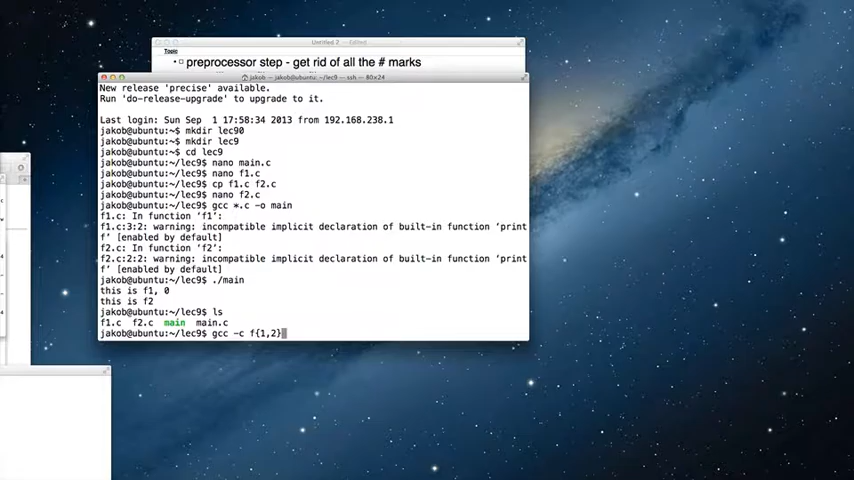 Untitled 2 — Edited
Topic
• preprocessor step - get rid of all the # marks
jakob — jakob@ubuntu: ~/lec9 — ssh — 80×24
New release 'precise' available.
Run 'do-release-upgrade' to upgrade to it.
Last login: Sun Sep  1 17:58:34 2013 from 192.168.238.1
jakob@ubuntu:~$ mkdir lec90
jakob@ubuntu:~$ mkdir lec9
jakob@ubuntu:~$ cd lec9
jakob@ubuntu:~/lec9$ nano main.c
jakob@ubuntu:~/lec9$ nano f1.c
jakob@ubuntu:~/lec9$ cp f1.c f2.c
jakob@ubuntu:~/lec9$ nano f2.c
jakob@ubuntu:~/lec9$ gcc *.c -o main
f1.c: In function ‘f1’:
f1.c:3:2: warning: incompatible implicit declaration of built-in function ‘print
f’ [enabled by default]
f2.c: In function ‘f2’:
f2.c:2:2: warning: incompatible implicit declaration of built-in function ‘print
f’ [enabled by default]
jakob@ubuntu:~/lec9$ ./main
this is f1, 0
this is f2
jakob@ubuntu:~/lec9$ ls
f1.c  f2.c  main  main.c
jakob@ubuntu:~/lec9$ gcc -c f{1,2}